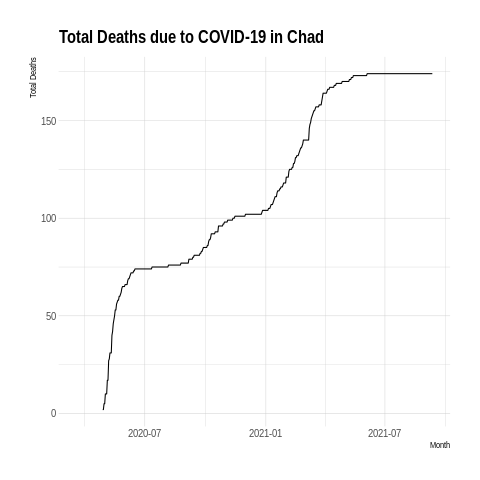 Total Deaths due to COVID-19 in Chad
Total Deaths
150
100
50
0
2020-07
2021-01
2021-07
Month